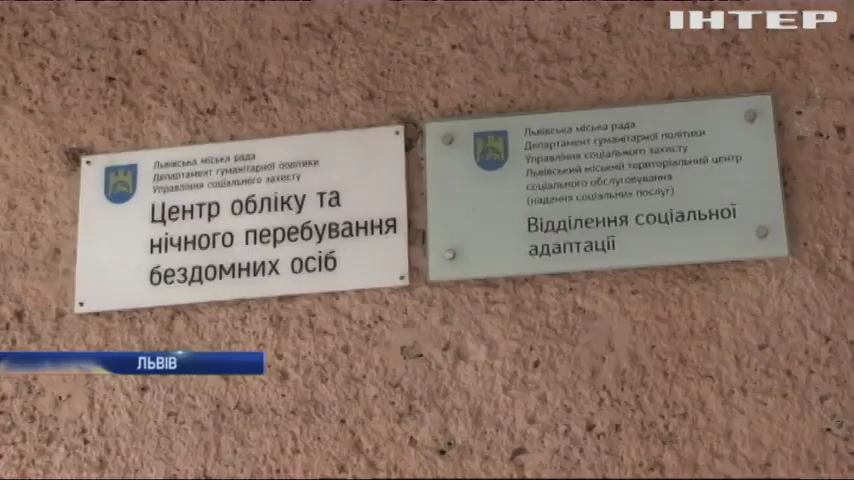 ІНТЕР
Львівська міська рада
Департамент гуманітарної політики
Управління соціального захисту
Центр обліку та
нічного перебування
бездомних осіб
Львівська міська рада
Департамент гуманітарної політики
Управління соціального захисту
Львівський міський територіальний центр
соціального обслуговування
(надання соціальних послуг)
Відділення соціальної
адаптації
ЛЬВІВ